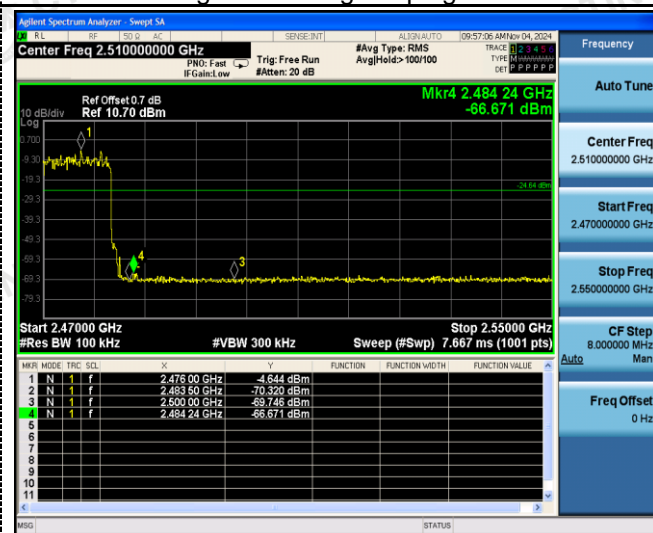 Agilent Spectrum Analyzer - Swept SA
RL RF 50 Ω AC SENSE:INT ALIGNAUTO 09:57:06 AM Nov 04, 2024
Center Freq 2.510000000 GHz
PNO: Fast
IFGain:Low
Trig: Free Run
#Atten: 20 dB
#Avg Type: RMS
Avg|Hold:>100/100
TRACE 1 2 3 4 5 6
TYPE M
DET P P P P P P
Frequency
Auto Tune
Center Freq
2.510000000 GHz
Start Freq
2.470000000 GHz
Stop Freq
2.550000000 GHz
CF Step
8.000000 MHz
Auto Man
Freq Offset
0 Hz
Mkr4 2.484 24 GHz
-66.671 dBm
Ref Offset 0.7 dB
10 dB/div Ref 10.70 dBm
Log
0.700
-9.30
-19.3
-29.3
-39.3
-49.3
-59.3
-69.3
-79.3
-24.64 dBm
1
4
3
Start 2.47000 GHz Stop 2.55000 GHz
#Res BW 100 kHz #VBW 300 kHz Sweep (#Swp) 7.667 ms (1001 pts)
MKR MODE TRC SCL X Y FUNCTION FUNCTION WIDTH FUNCTION VALUE
1 N 1 f 2.476 00 GHz -4.644 dBm
2 N 1 f 2.483 50 GHz -70.320 dBm
3 N 1 f 2.500 00 GHz -69.746 dBm
4 N 1 f 2.484 24 GHz -66.671 dBm
5
6
7
8
9
10
11
MSG STATUS